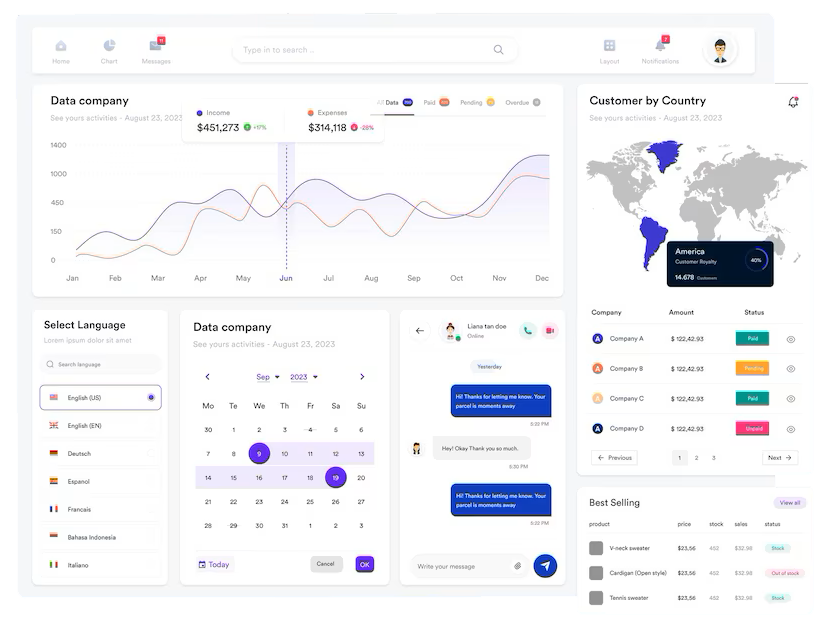 11
7
Home
Chart
Messages
Type in to search...
Layout
Notifications
Data company
See yours activities - August 23, 2023
Income
$451,273 +17%
Expenses
$314,118 -28%
All Data
Paid
Pending
Overdue
1400
1000
450
150
0
Jan Feb Mar Apr May Jun Jul Aug Sep Oct Nov Dec
Customer by Country
See yours activities - August 23, 2023
America
Customer Royalty
14.678 Customers
40%
Company Amount Status
Company A $ 122,42.93 Paid
Company B $ 122,42.93 Pending
Company C $ 122,42.93 Paid
Company D $ 122,42.93 Unpaid
← Previous 1 2 3 Next →
Select Language
Lorem ipsum dolor sit amet
Search language
English (US)
English (EN)
Deutsch
Espanol
Francais
Bahasa Indonesia
Italiano
Data company
See yours activities - August 23, 2023
Sep 2023
Mo Te We Th Fr Sa Su
30 1 2 3 4 5 6
7 8 9 10 11 12 13
14 15 16 17 18 19 20
21 22 23 24 25 26 27
28 29 30 31 1 2 3
Today
Cancel
OK
Liana tan doe
Online
Yesterday
Hi! Thanks for letting me know. Your
parcel is moments away
5:22 PM
Hey! Okay Thank you so much.
5:30 PM
Hi! Thanks for letting me know. Your
parcel is moments away
5:22 PM
Write your message
Best Selling
View all
product price stock sales status
V-neck sweater $23,56 452 $32.98 Stock
Cardigan (Open style) $23,56 452 $32.98 Out of stock
Tennis sweater $23,56 452 $32.98 Stock